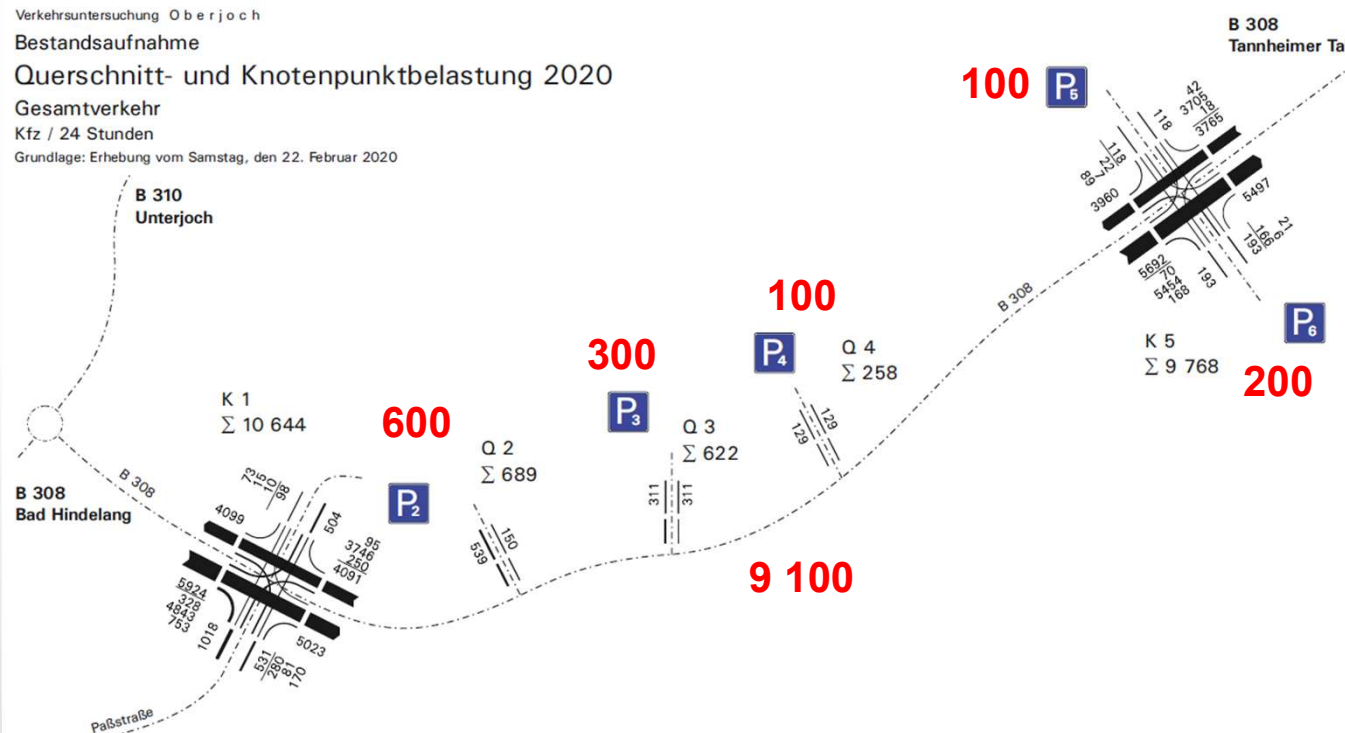 Verkehrsuntersuchung Oberjoch
Bestandsaufnahme
Querschnitt- und Knotenpunktbelastung 2020
Gesamtverkehr
Kfz / 24 Stunden
Grundlage: Erhebung vom Samstag, den 22. Februar 2020
B 308
Tannheimer Ta
100
P5
118
42
3705
18
3765
118
22
7
89
3960
5497
21
6
166
193
5692
70
5454
168
193
P6
K 5
∑ 9 768
200
B 310
Unterjoch
B 308
100
P4
Q 4
∑ 258
129
129
300
P3
Q 3
∑ 622
311
311
K 1
∑ 10 644
600
P2
Q 2
∑ 689
150
539
9 100
B 308
B 308
Bad Hindelang
73
15
10
98
4099
504
95
3746
250
4091
5924
328
4843
753
1018
5023
531
280
81
170
Paßstraße